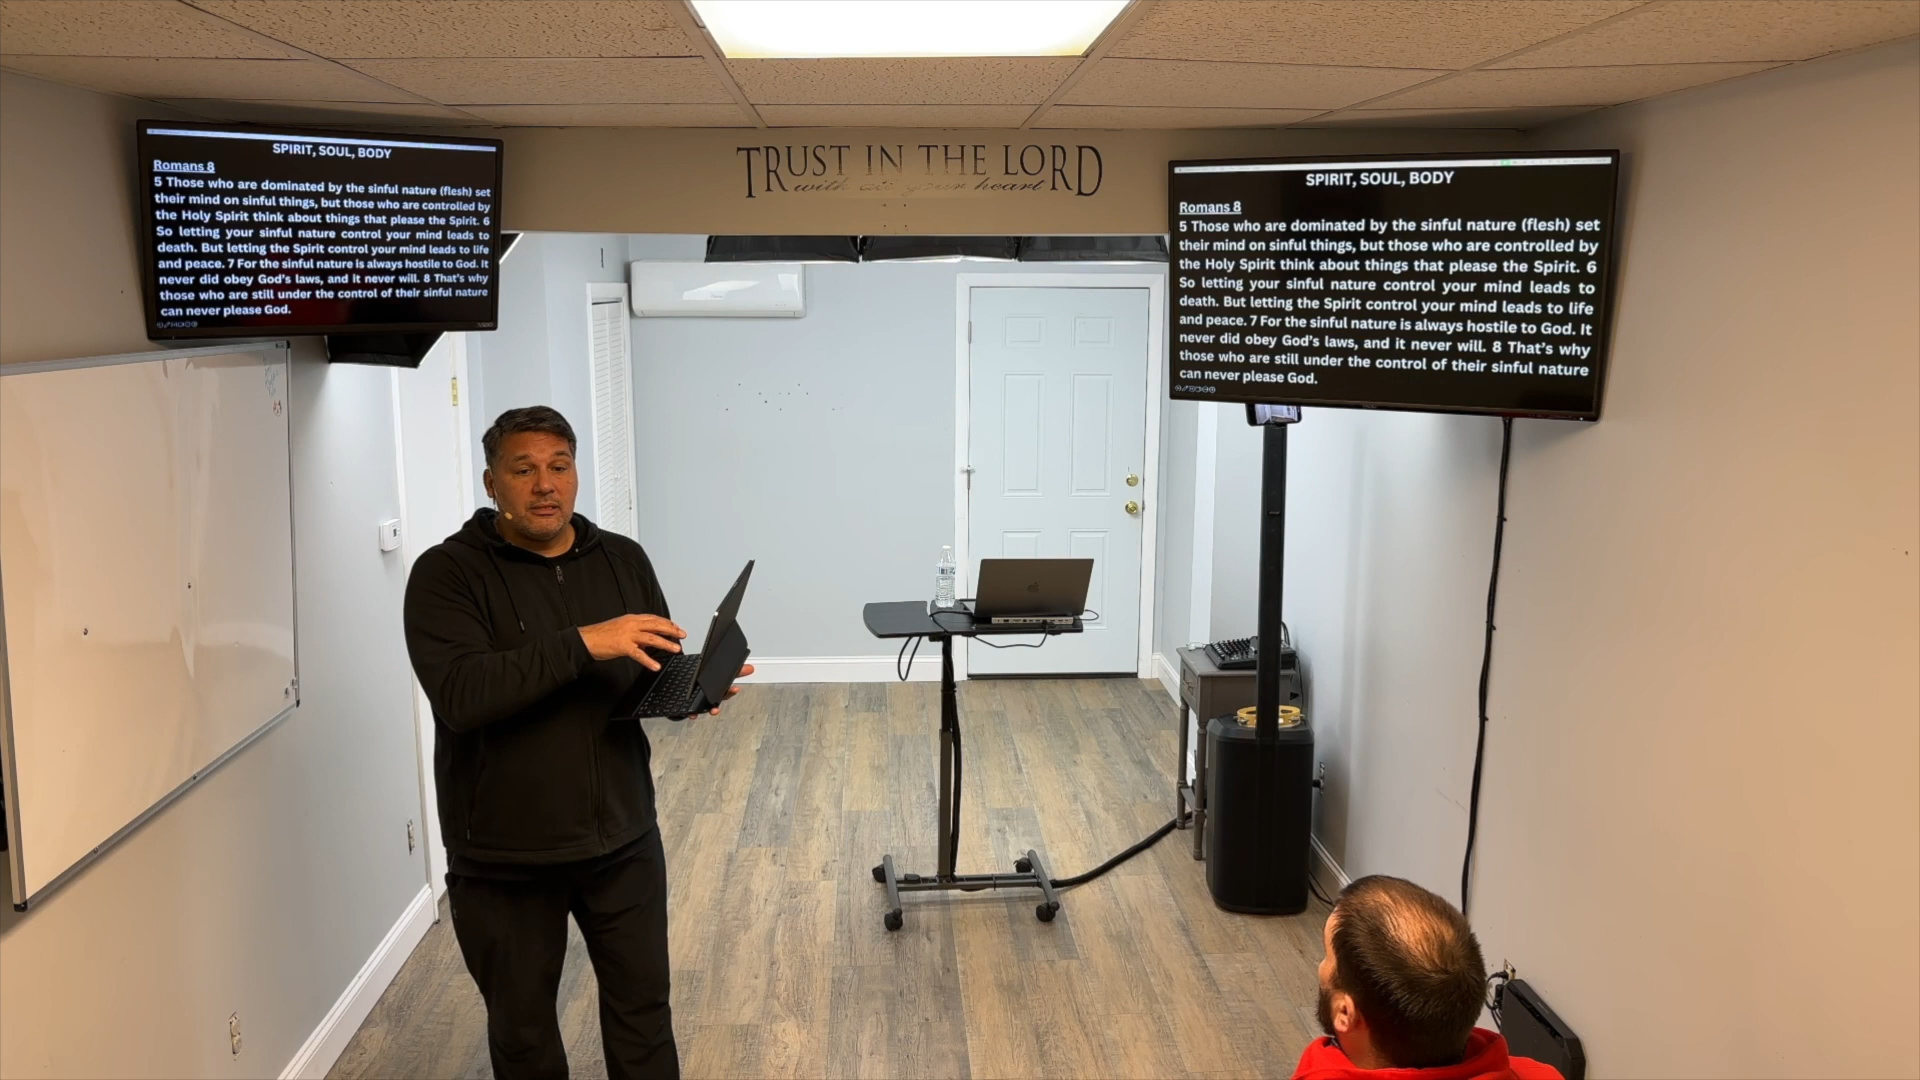 SPIRIT, SOUL, BODY
Romans 8
5 Those who are dominated by the sinful nature (flesh) set
their mind on sinful things, but those who are controlled by
the Holy Spirit think about things that please the Spirit. 6
So letting your sinful nature control your mind leads to
death. But letting the Spirit control your mind leads to life
and peace. 7 For the sinful nature is always hostile to God. It
never did obey God's laws, and it never will. 8 That's why
those who are still under the control of their sinful nature
can never please God.
TRUST IN THE LORD
with all your heart
SPIRIT, SOUL, BODY
Romans 8
5 Those who are dominated by the sinful nature (flesh) set
their mind on sinful things, but those who are controlled by
the Holy Spirit think about things that please the Spirit. 6
So letting your sinful nature control your mind leads to
death. But letting the Spirit control your mind leads to life
and peace. 7 For the sinful nature is always hostile to God. It
never did obey God's laws, and it never will. 8 That's why
those who are still under the control of their sinful nature
can never please God.